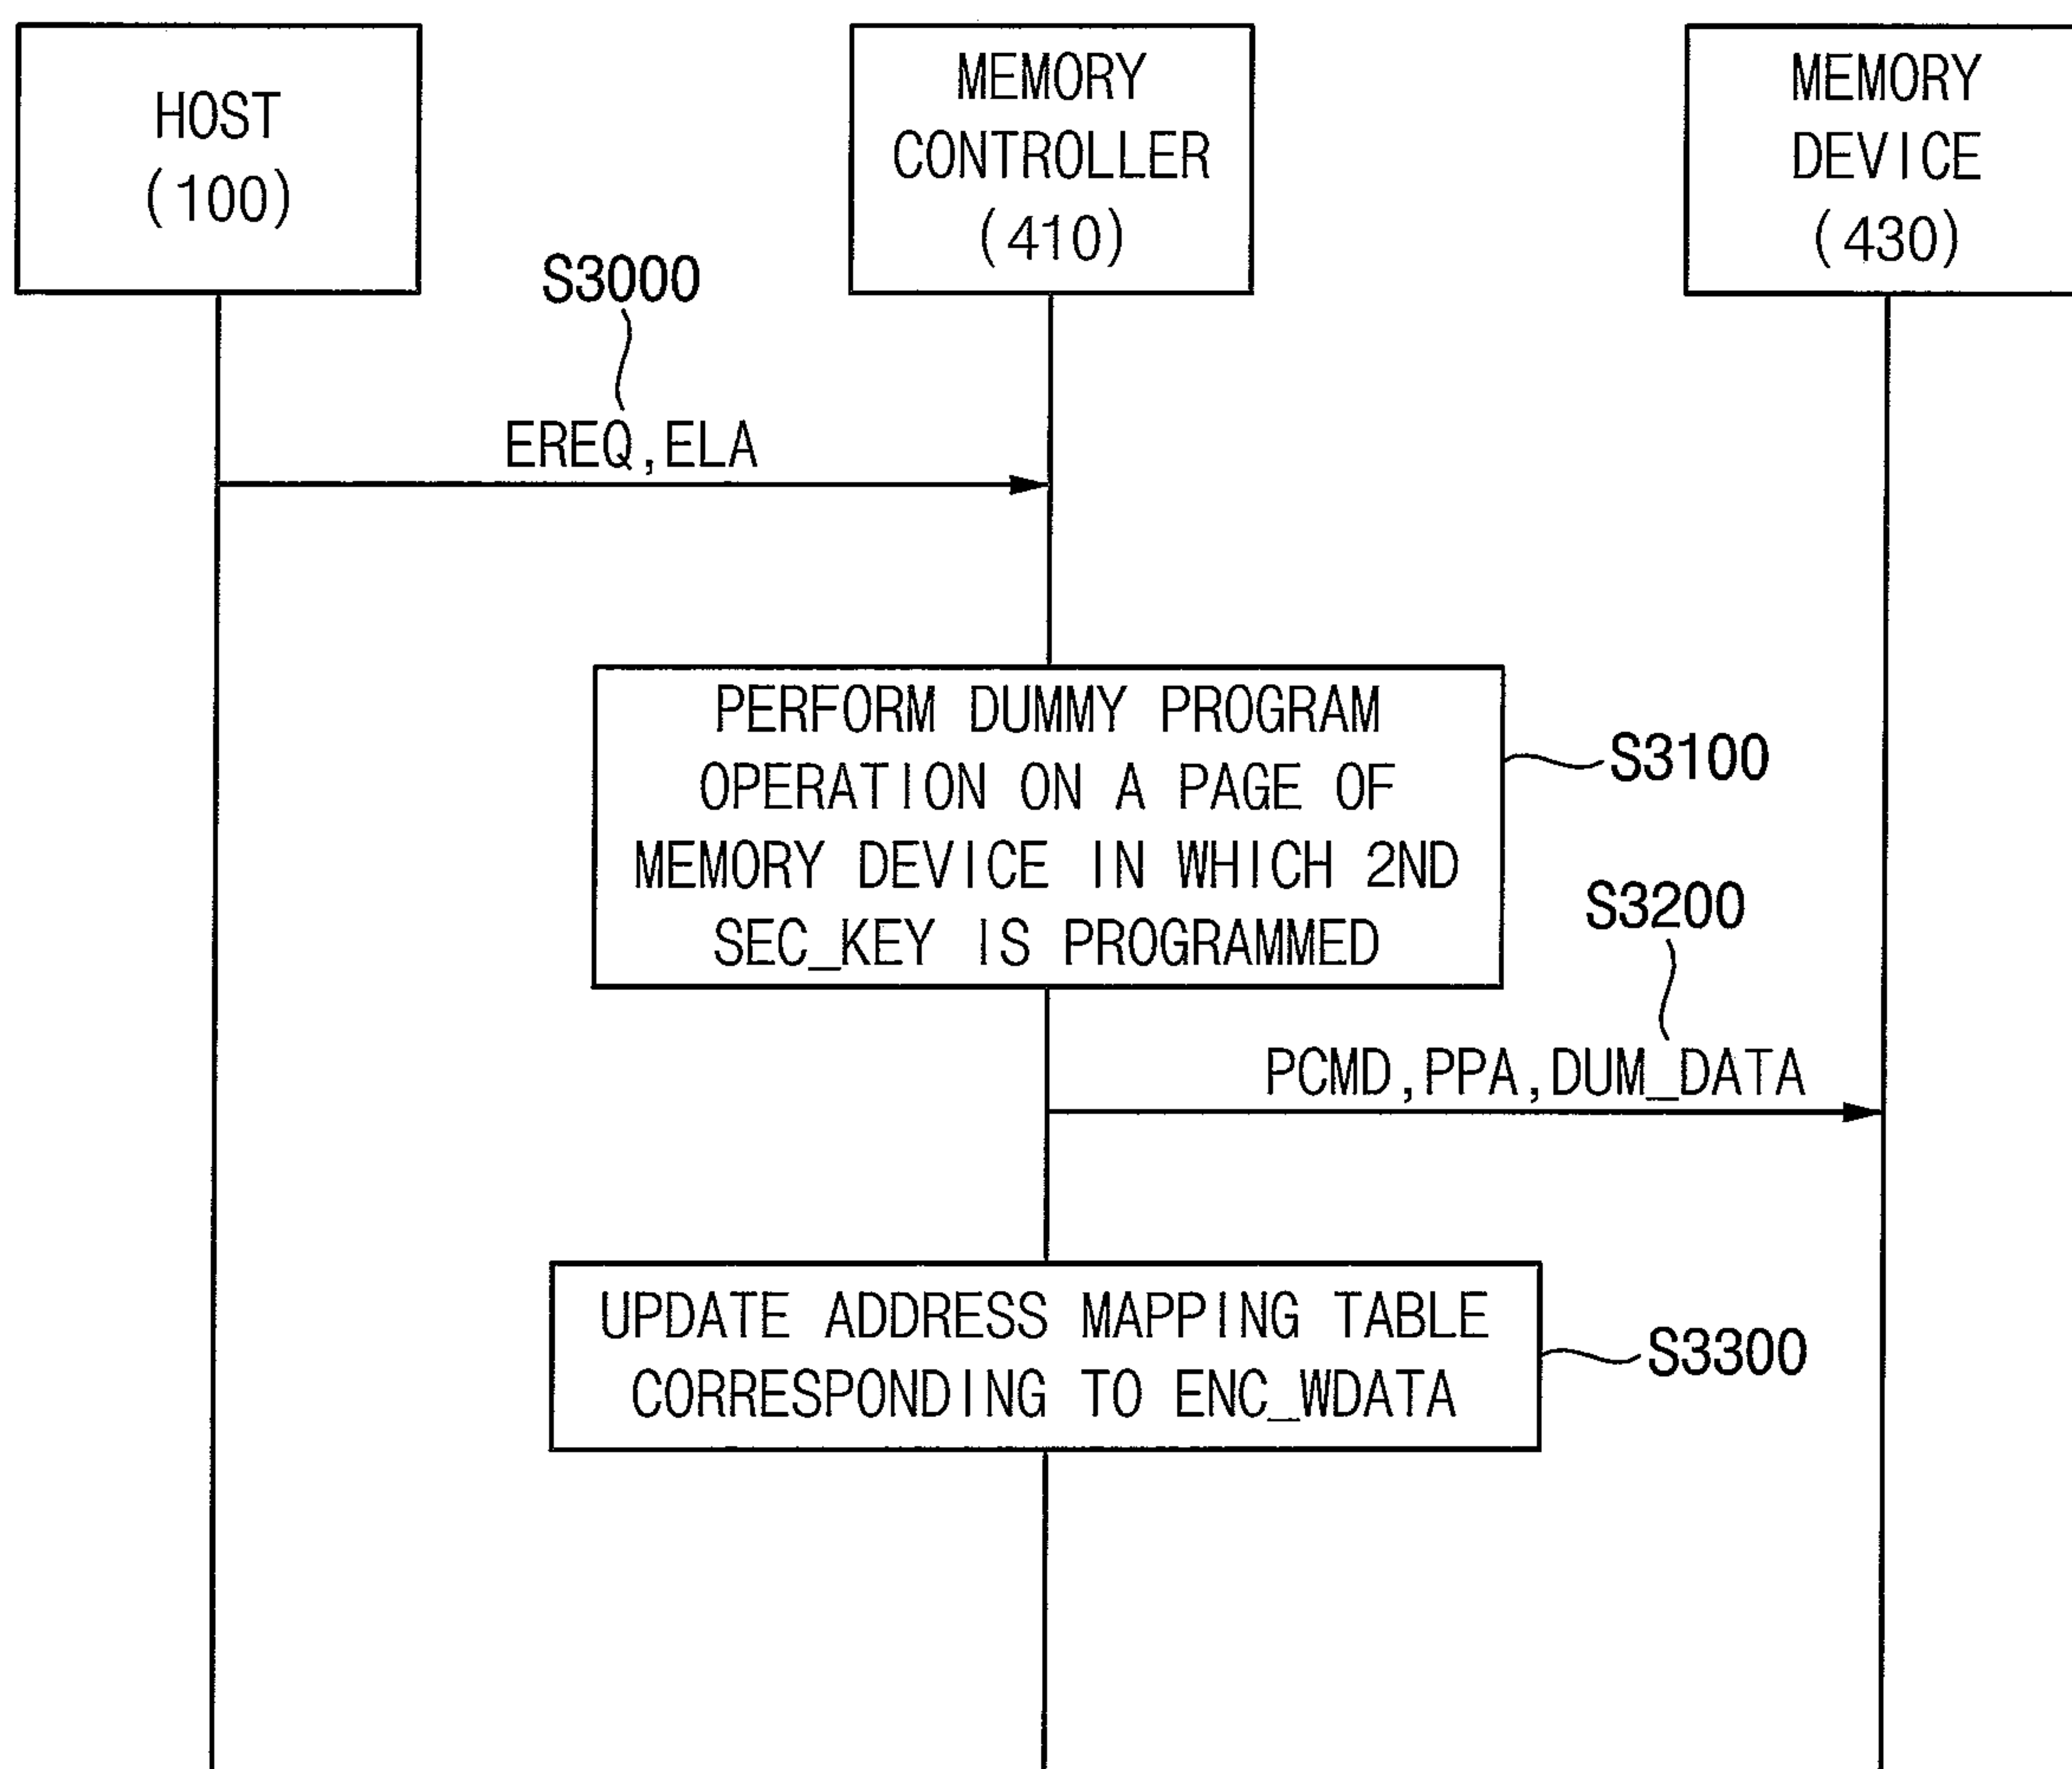 HOST
(100)
MEMORY
CONTROLLER
(410)
MEMORY
DEVICE
(430)
S3000
EREQ,ELA
PERFORM DUMMY PROGRAM
OPERATION ON A PAGE OF
MEMORY DEVICE IN WHICH 2ND
SEC_KEY IS PROGRAMMED
S3100
S3200
PCMD,PPA,DUM_DATA
UPDATE ADDRESS MAPPING TABLE
CORRESPONDING TO ENC_WDATA
S3300